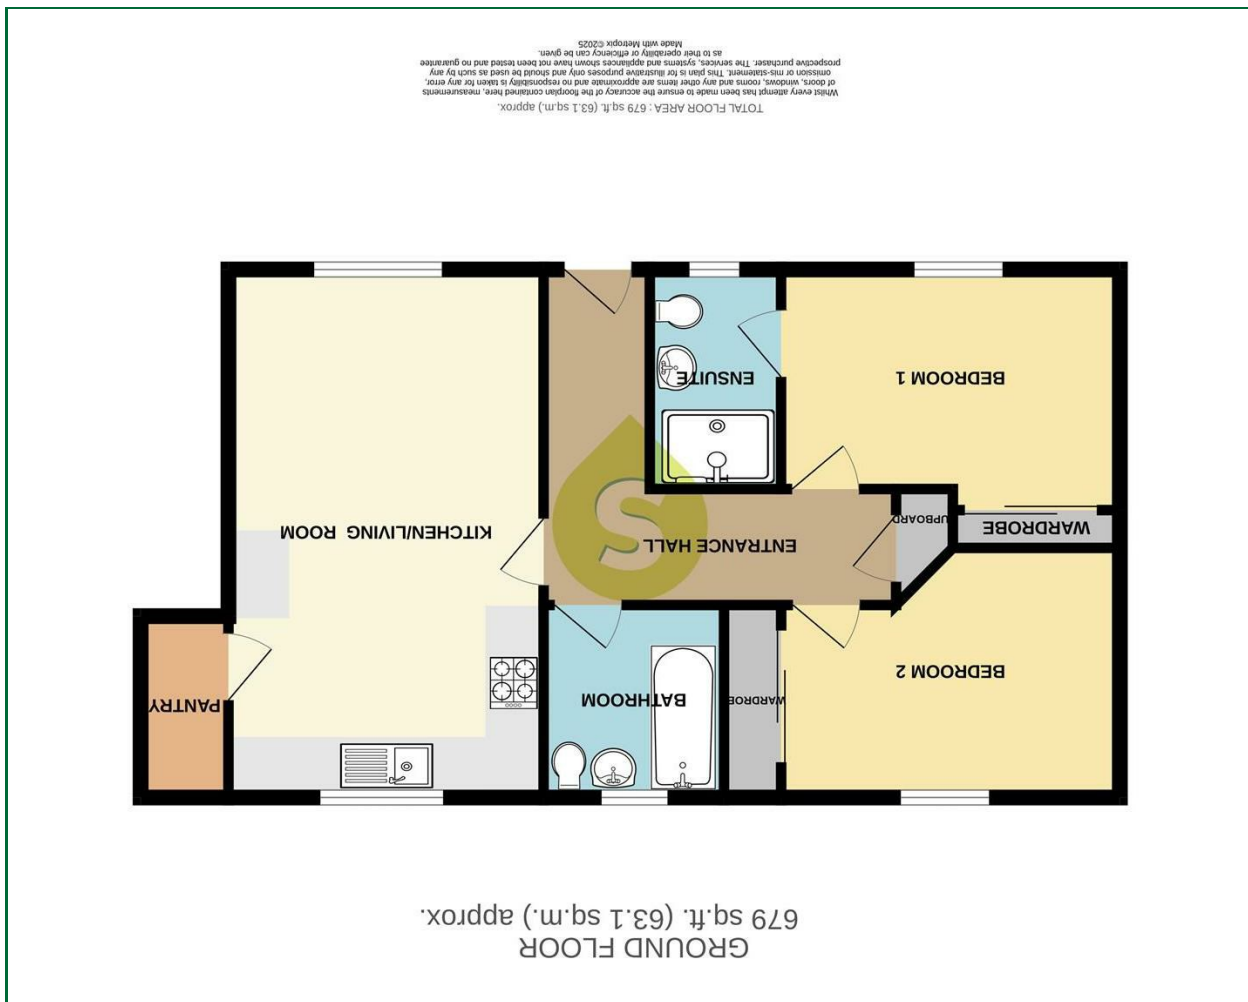 GROUND FLOOR
679 sq.ft. (63.1 sq.m.) approx.
BEDROOM 2
BATHROOM
WARDROBE
PANTRY
WARDROBE
ENTRANCE HALL
KITCHEN/LIVING ROOM
UPBOARD
BEDROOM 1
ENSUITE
S
TOTAL FLOOR AREA : 679 sq.ft. (63.1 sq.m.) approx.
Whilst every attempt has been made to ensure the accuracy of the floorplan contained here, measurements
of doors, windows, rooms and any other items are approximate and no responsibility is taken for any error,
omission or mis-statement. This plan is for illustrative purposes only and should be used as such by any
prospective purchaser. The services, systems and appliances shown have not been tested and no guarantee
as to their operability or efficiency can be given.
Made with Metropix ©2025